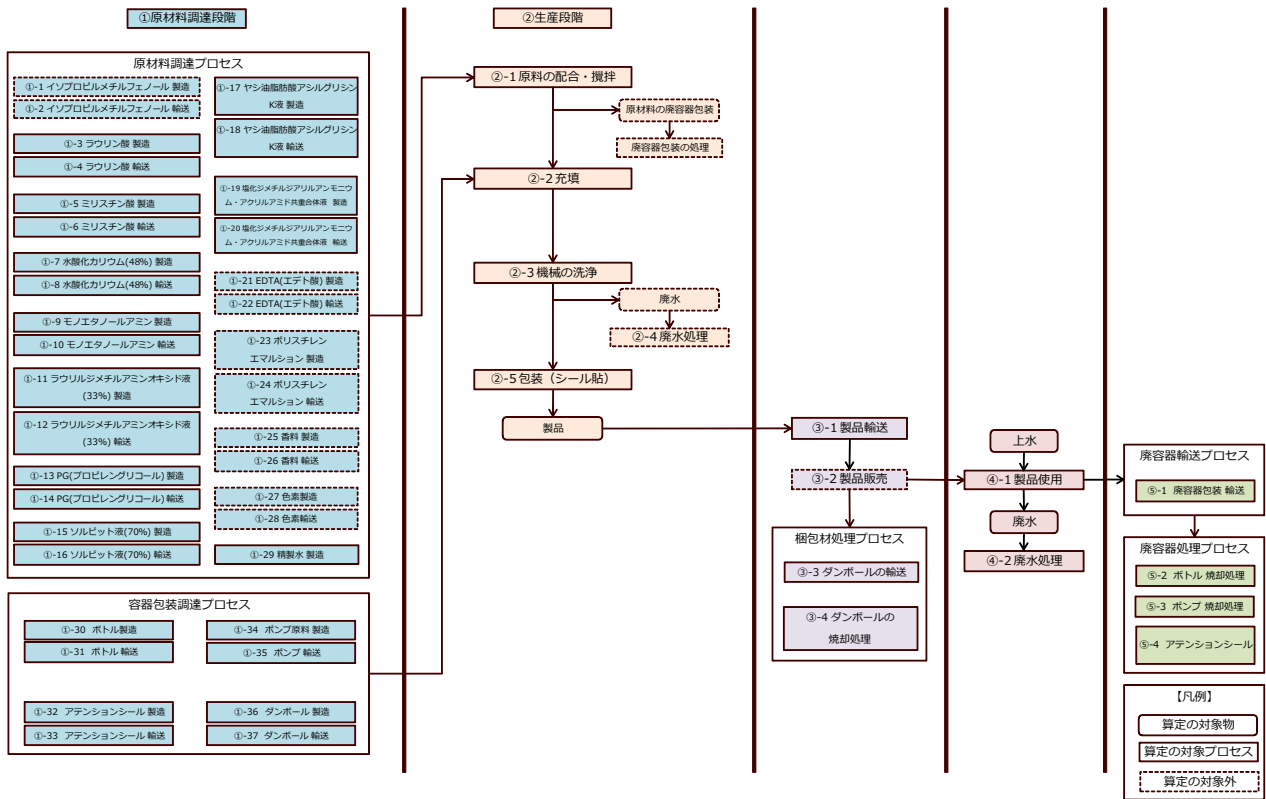 ①原材料調達段階
②生産段階
原材料調達プロセス
①-1 イソプロピルメチルフェノール 製造
①-2 イソプロピルメチルフェノール 輸送
①-3 ラウリン酸 製造
①-4 ラウリン酸 輸送
①-5 ミリスチン酸 製造
①-6 ミリスチン酸 輸送
①-7 水酸化カリウム(48%) 製造
①-8 水酸化カリウム(48%) 輸送
①-9 モノエタノールアミン 製造
①-10 モノエタノールアミン 輸送
①-11 ラウリルジメチルアミンオキシド液
(33%) 製造
①-12 ラウリルジメチルアミンオキシド液
(33%) 輸送
①-13 PG(プロピレングリコール) 製造
①-14 PG(プロピレングリコール) 輸送
①-15 ソルビット液(70%) 製造
①-16 ソルビット液(70%) 輸送
①-17 ヤシ油脂肪酸アシルグリシン
K液 製造
①-18 ヤシ油脂肪酸アシルグリシン
K液 輸送
①-19 塩化ジメチルジアリルアンモニウ
ム・アクリルアミド共重合体液 製造
①-20 塩化ジメチルジアリルアンモニウ
ム・アクリルアミド共重合体液 輸送
①-21 EDTA(エデト酸) 製造
①-22 EDTA(エデト酸) 輸送
①-23 ポリスチレン
エマルション 製造
①-24 ポリスチレン
エマルション 輸送
①-25 香料 製造
①-26 香料 輸送
①-27 色素製造
①-28 色素輸送
①-29 精製水 製造
容器包装調達プロセス
①-30 ボトル製造
①-31 ボトル 輸送
①-32 アテンションシール 製造
①-33 アテンションシール 輸送
①-34 ポンプ原料 製造
①-35 ポンプ 輸送
①-36 ダンボール 製造
①-37 ダンボール 輸送
②-1 原料の配合・攪拌
原材料の廃容器包装
廃容器包装の処理
②-2 充填
②-3 機械の洗浄
廃水
②-4 廃水処理
②-5 包装（シール貼）
製品
③-1 製品輸送
③-2 製品販売
梱包材処理プロセス
③-3 ダンボールの輸送
③-4 ダンボールの
焼却処理
上水
④-1 製品使用
廃水
④-2 廃水処理
廃容器輸送プロセス
⑤-1 廃容器包装 輸送
廃容器処理プロセス
⑤-2 ボトル 焼却処理
⑤-3 ポンプ 焼却処理
⑤-4 アテンションシール
【凡例】
算定の対象物
算定の対象プロセス
算定の対象外